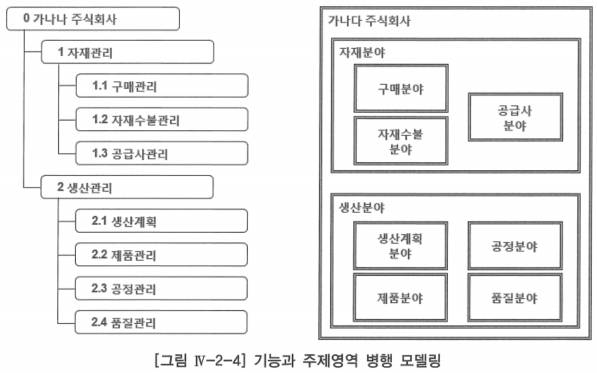 0 가나나 주식회사
1 자재관리
1.1 구매관리
1.2 자재수불관리
1.3 공급사관리
2 생산관리
2.1 생산계획
2.2 제품관리
2.3 공정관리
2.4 품질관리
가나다 주식회사
자재분야
구매분야
공급사
분야
자재수불
분야
생산분야
생산계획
분야
공정분야
제품분야
품질분야
[그림 Ⅳ-2-4] 기능과 주제영역 병행 모델링